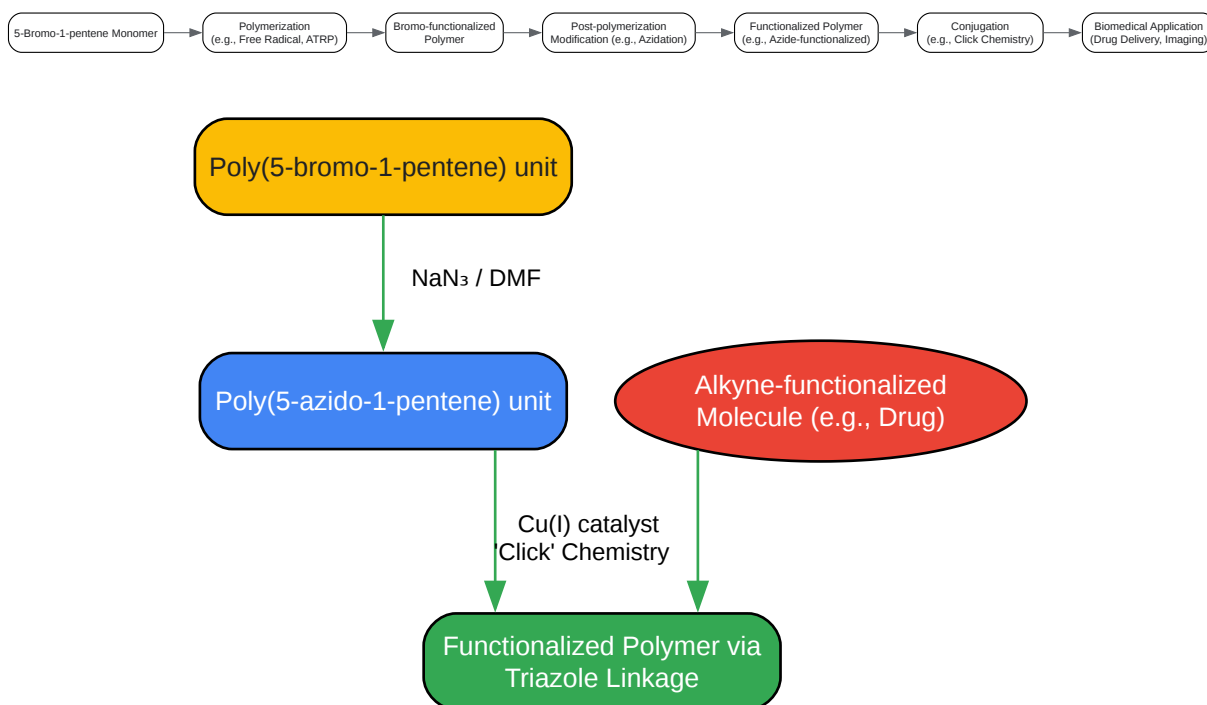 5-Bromo-1-pentene Monomer
Polymerization
(e.g., Free Radical, ATRP)
Bromo-functionalized
Polymer
Post-polymerization
Modification (e.g., Azidation)
Functionalized Polymer
(e.g., Azide-functionalized)
Conjugation
(e.g., Click Chemistry)
Biomedical Application
(Drug Delivery, Imaging)
Poly(5-bromo-1-pentene) unit
NaN₃ / DMF
Poly(5-azido-1-pentene) unit
Alkyne-functionalized
Molecule (e.g., Drug)
Cu(I) catalyst
'Click' Chemistry
Functionalized Polymer via
Triazole Linkage